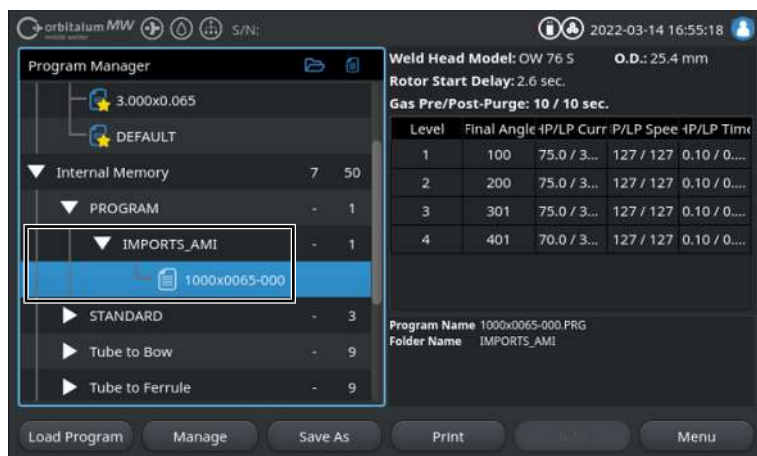 orbitalum MW S/N: 2022-03-14 16:55:18
mobile welder
Program Manager
3.000x0.065
DEFAULT
Internal Memory 7 50
PROGRAM - 1
IMPORTS_AMI - 1
1000x0065-000
STANDARD - 3
Tube to Bow - 9
Tube to Ferrule - 9
Weld Head Model: OW 76 S O.D.: 25.4 mm
Rotor Start Delay: 2.6 sec.
Gas Pre/Post-Purge: 10 / 10 sec.
Level Final Angle HP/LP Curr P/LP Spee HP/LP Time
1 100 75.0 / 3... 127 / 127 0.10 / 0....
2 200 75.0 / 3... 127 / 127 0.10 / 0....
3 301 75.0 / 3... 127 / 127 0.10 / 0....
4 401 70.0 / 3... 127 / 127 0.10 / 0....
Program Name 1000x0065-000.PRG
Folder Name IMPORTS_AMI
Load Program Manage Save As Print Menu